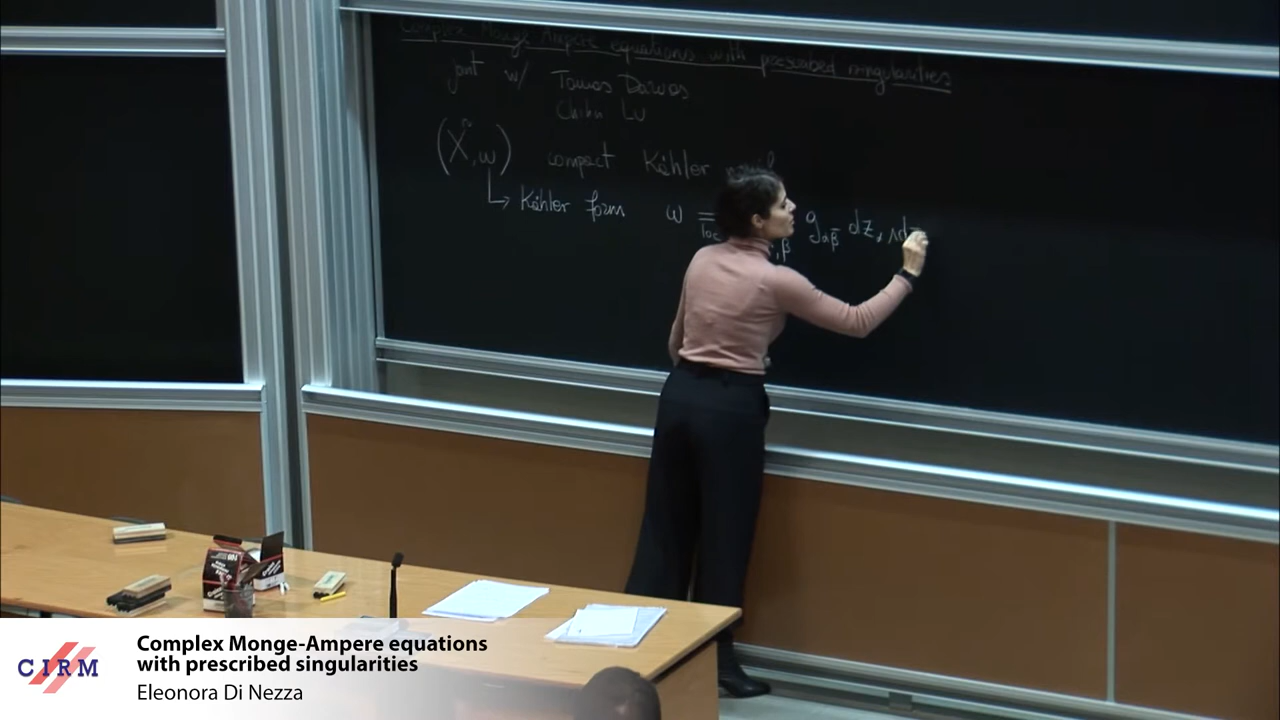 Complex Monge Ampere equations with prescribed singularities
joint w/ Tamas Darvas
Chinh Lu
(Xⁿ, ω) compact Kähler
↳ Kähler form ω =loc g_αβ̄ dz_α ∧ d
CIRM
Complex Monge-Ampere equations
with prescribed singularities
Eleonora Di Nezza